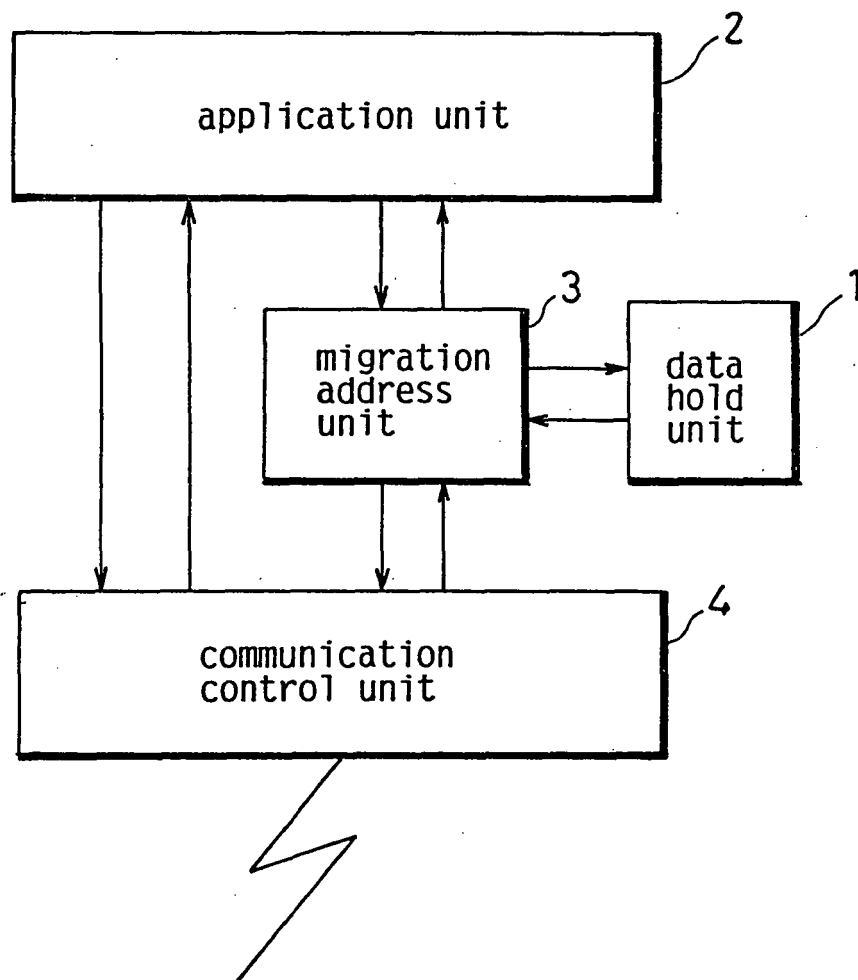 2
application unit
3
1
migration
address
unit
data
hold
unit
4
communication
control unit